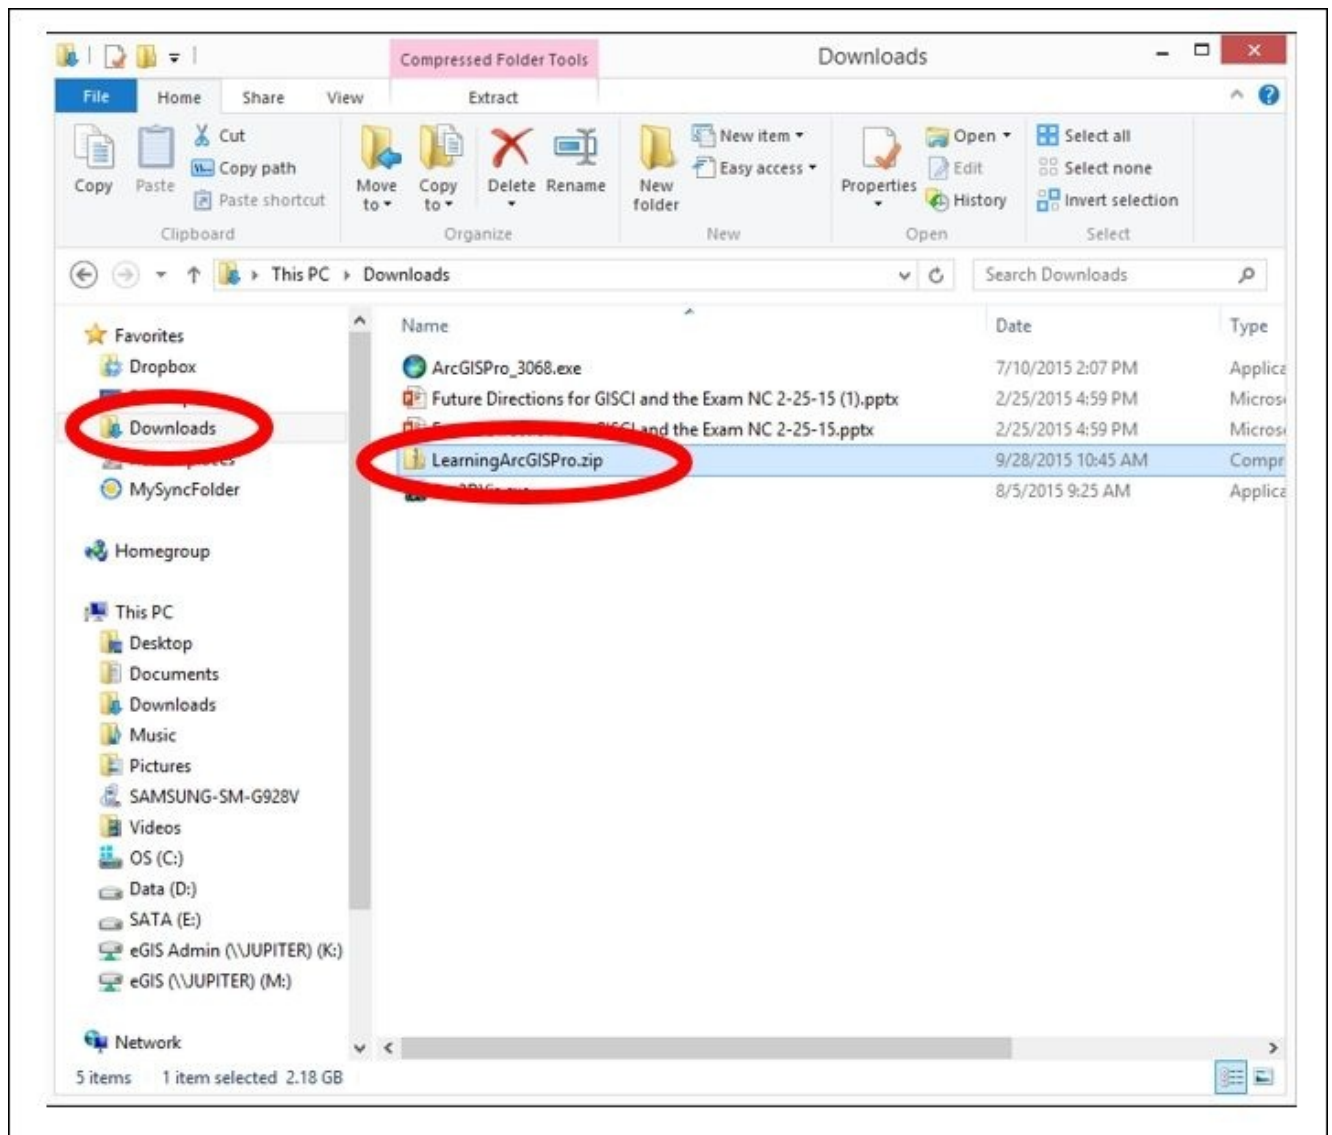 Compressed Folder Tools
Downloads
File Home Share View Extract
Copy
Paste
Cut
Copy path
Paste shortcut
Clipboard
Move to
Copy to
Delete
Rename
Organize
New folder
New item
Easy access
New
Properties
Open
Edit
History
Open
Select all
Select none
Invert selection
Select
This PC Downloads
Search Downloads
Favorites
Dropbox
Downloads
MySyncFolder
Homegroup
This PC
Desktop
Documents
Downloads
Music
Pictures
SAMSUNG-SM-G928V
Videos
OS (C:)
Data (D:)
SATA (E:)
eGIS Admin (\\JUPITER) (K:)
eGIS (\\JUPITER) (M:)
Network
Name Date Type
ArcGISPro_3068.exe 7/10/2015 2:07 PM Applica
Future Directions for GISCI and the Exam NC 2-25-15 (1).pptx 2/25/2015 4:59 PM Microso
and the Exam NC 2-25-15.pptx 2/25/2015 4:59 PM Microso
LearningArcGISPro.zip 9/28/2015 10:45 AM Compr
8/5/2015 9:25 AM Applica
5 items 1 item selected 2.18 GB